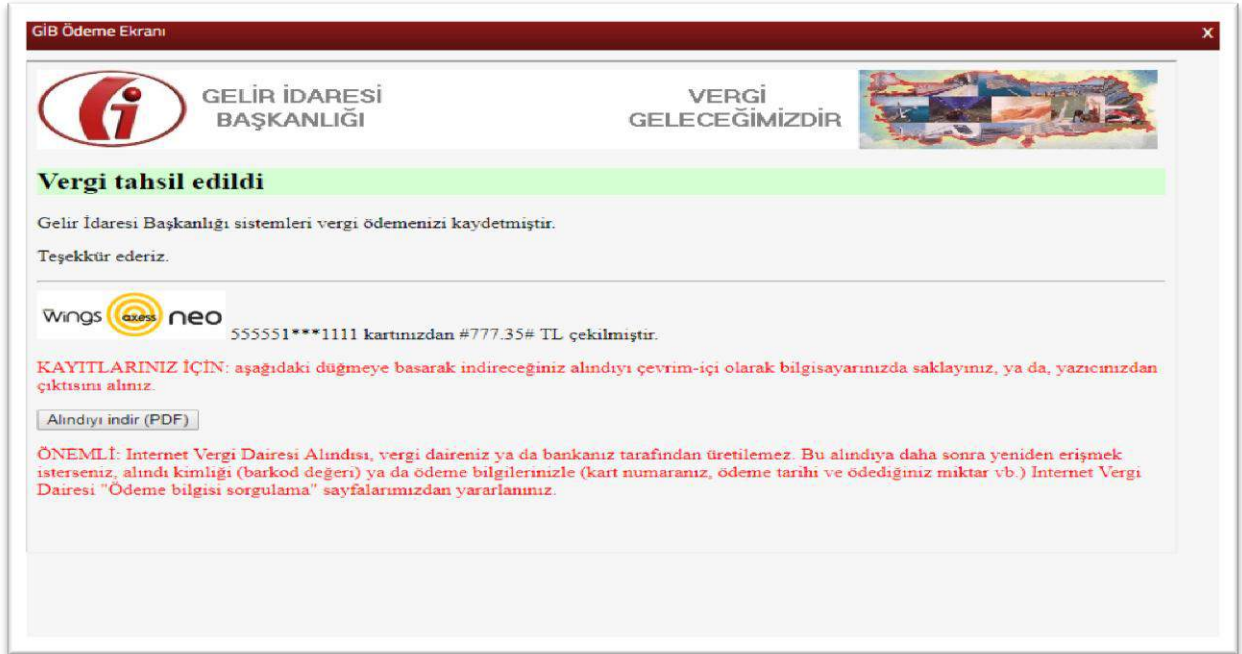 GİB Ödeme Ekranı X
GELİR İDARESİ
BAŞKANLIĞI
VERGİ
GELECEĞİMİZDİR
Vergi tahsil edildi
Gelir İdaresi Başkanlığı sistemleri vergi ödemenizi kaydetmiştir.
Teşekkür ederiz.
wings axess neo 555551***1111 kartınızdan #777.35# TL çekilmiştir.
KAYITLARINIZ İÇİN: aşağıdaki düğmeye basarak indireceğiniz alındıyı çevrim-içi olarak bilgisayarınızda saklayınız, ya da, yazıcınızdan
çıktısını alınız.
Alındıyı indir (PDF)
ÖNEMLİ: Internet Vergi Dairesi Alındısı, vergi daireniz ya da bankanız tarafından üretilemez. Bu alındıya daha sonra yeniden erişmek
isterseniz, alındı kimliği (barkod değeri) ya da ödeme bilgilerinizle (kart numaranız, ödeme tarihi ve ödediğiniz miktar vb.) Internet Vergi
Dairesi "Ödeme bilgisi sorgulama" sayfalarımızdan yararlanınız.